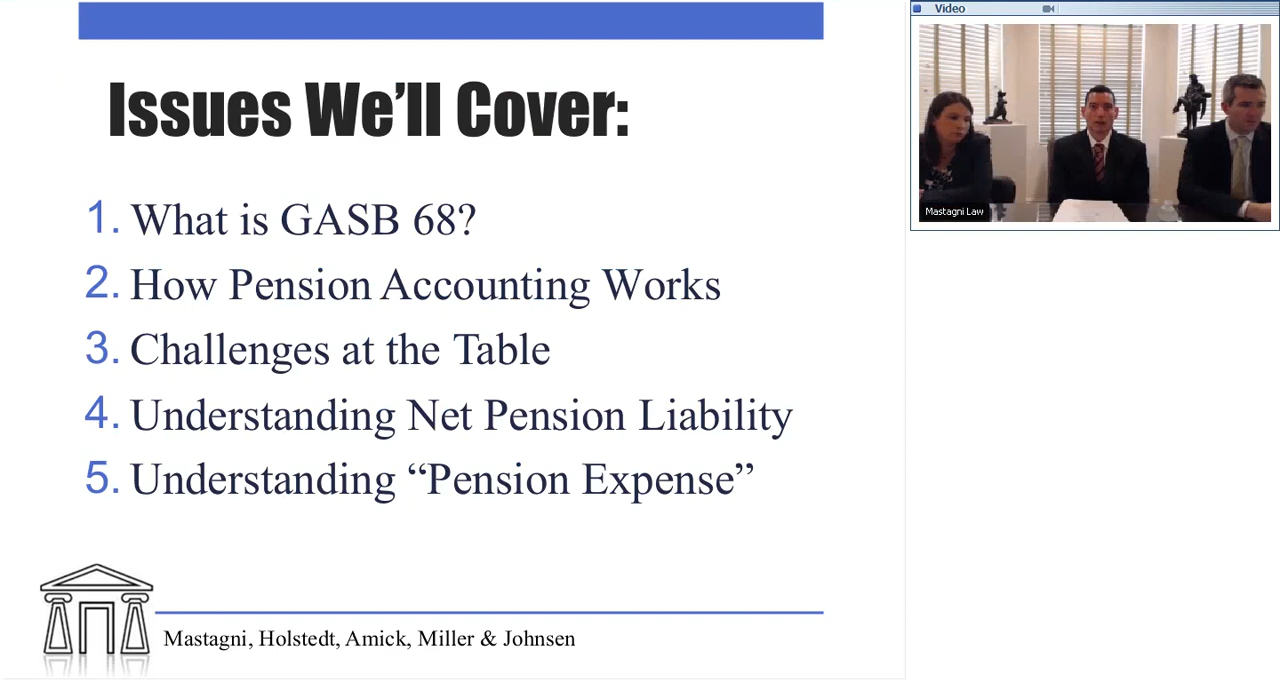 Issues We’ll Cover:
1. What is GASB 68?
2. How Pension Accounting Works
3. Challenges at the Table
4. Understanding Net Pension Liability
5. Understanding “Pension Expense”
Mastagni, Holstedt, Amick, Miller & Johnsen
Video
Mastagni Law